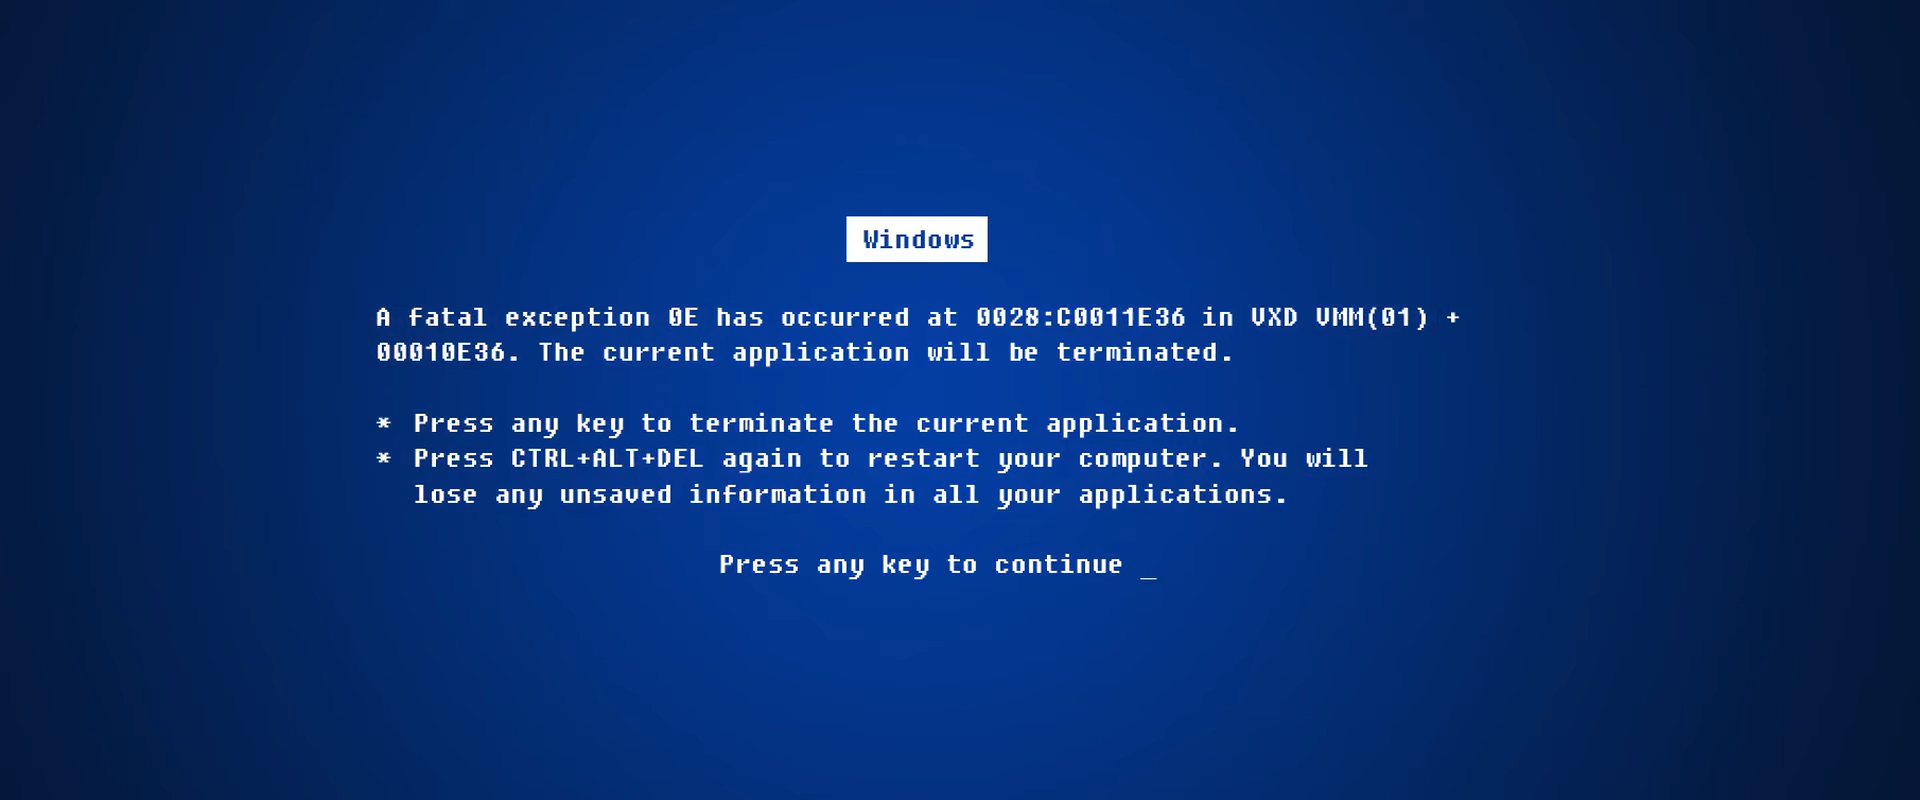 Windows
A fatal exception 0E has occurred at 0028:C0011E36 in VXD VMM(01) +
00010E36. The current application will be terminated.
* Press any key to terminate the current application.
* Press CTRL+ALT+DEL again to restart your computer. You will
lose any unsaved information in all your applications.
Press any key to continue _